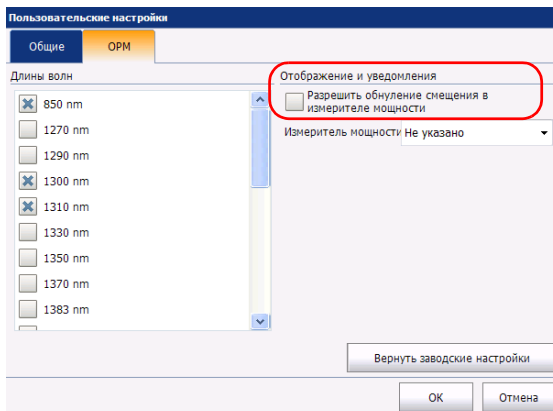 Пользовательские настройки
Общие
OPM
Длины волн
850 nm
1270 nm
1290 nm
1300 nm
1310 nm
1330 nm
1350 nm
1370 nm
1383 nm
Отображение и уведомления
Разрешить обнуление смещения в
измерителе мощности
Измеритель мощности Не указано
Вернуть заводские настройки
OK
Отмена